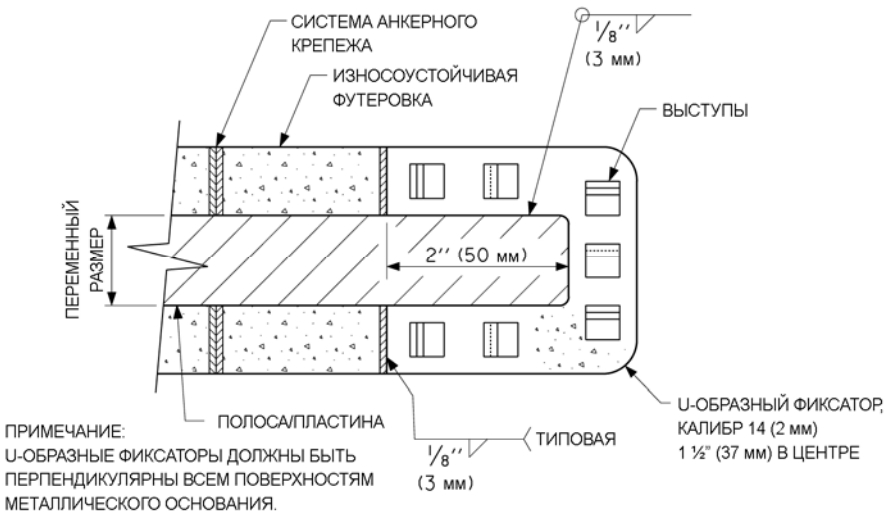 СИСТЕМА АНКЕРНОГО
КРЕПЕЖА
ИЗНОСОУСТОЙЧИВАЯ
ФУТЕРОВКА
1/8''
(3 мм)
ВЫСТУПЫ
ПЕРЕМЕННЫЙ
РАЗМЕР
2'' (50 мм)
ПОЛОСА/ПЛАСТИНА
1/8''
(3 мм)
ТИПОВАЯ
U-ОБРАЗНЫЙ ФИКСАТОР,
КАЛИБР 14 (2 мм)
1 ½" (37 мм) В ЦЕНТРЕ
ПРИМЕЧАНИЕ:
U-ОБРАЗНЫЕ ФИКСАТОРЫ ДОЛЖНЫ БЫТЬ
ПЕРПЕНДИКУЛЯРНЫ ВСЕМ ПОВЕРХНОСТЯМ
МЕТАЛЛИЧЕСКОГО ОСНОВАНИЯ.